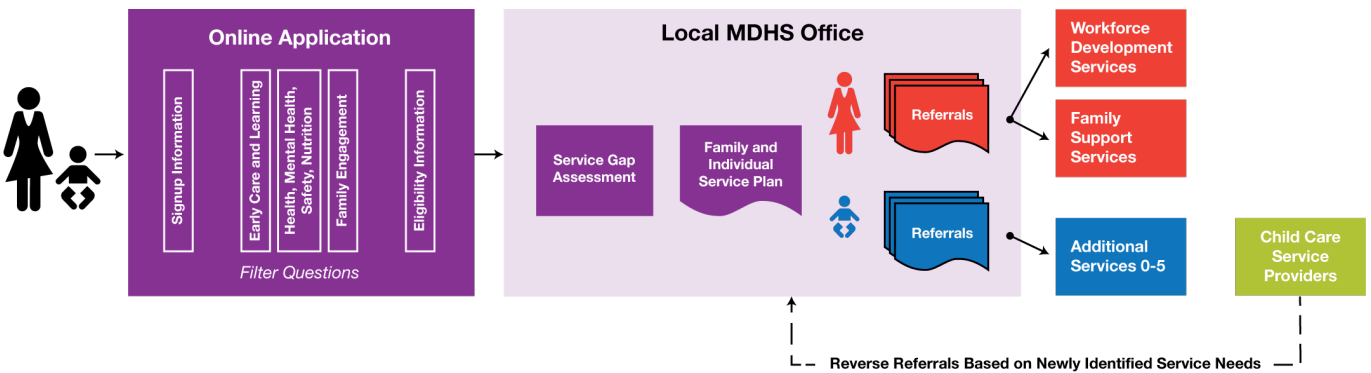 Online Application
Signup Information
Early Care and Learning
Health, Mental Health,
Safety, Nutrition
Family Engagement
Eligibility Information
Filter Questions
Local MDHS Office
Service Gap
Assessment
Family and
Individual
Service Plan
Referrals
Referrals
Workforce
Development
Services
Family
Support
Services
Additional
Services 0-5
Child Care
Service
Providers
Reverse Referrals Based on Newly Identified Service Needs